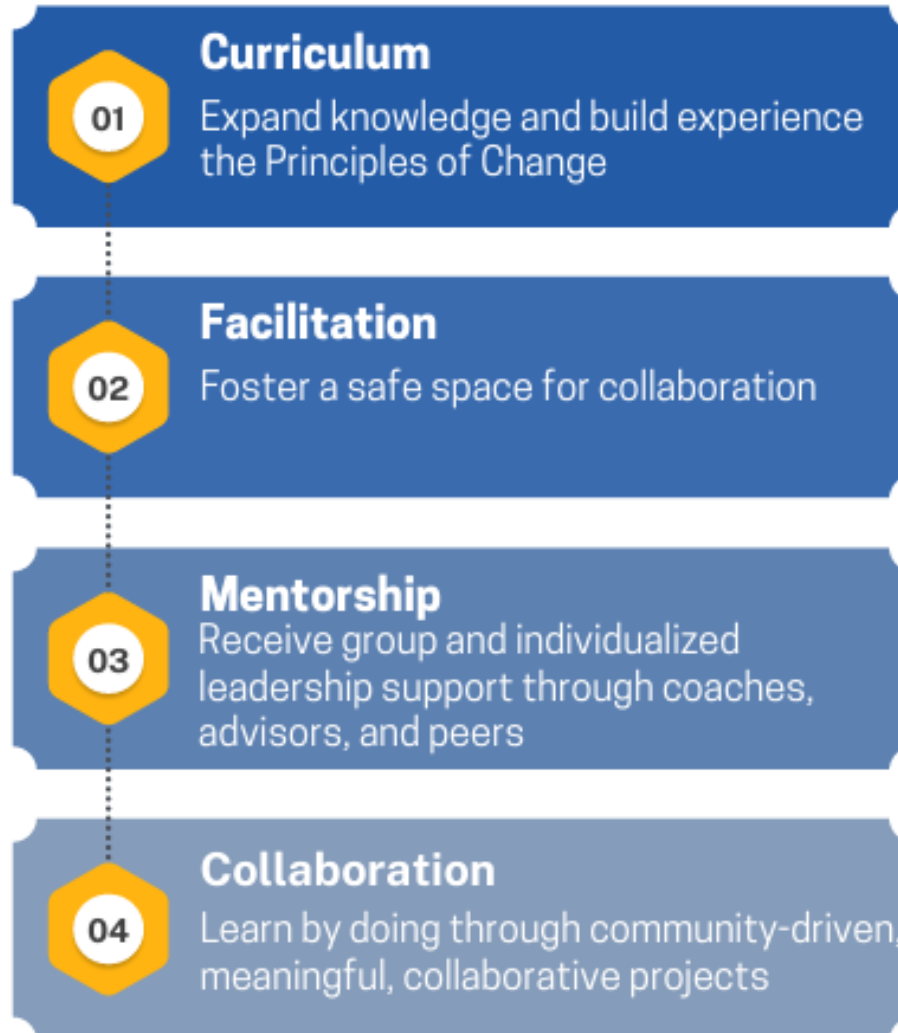 01
Curriculum
Expand knowledge and build experience
the Principles of Change
02
Facilitation
Foster a safe space for collaboration
03
Mentorship
Receive group and individualized
leadership support through coaches,
advisors, and peers
04
Collaboration
Learn by doing through community-driven,
meaningful, collaborative projects